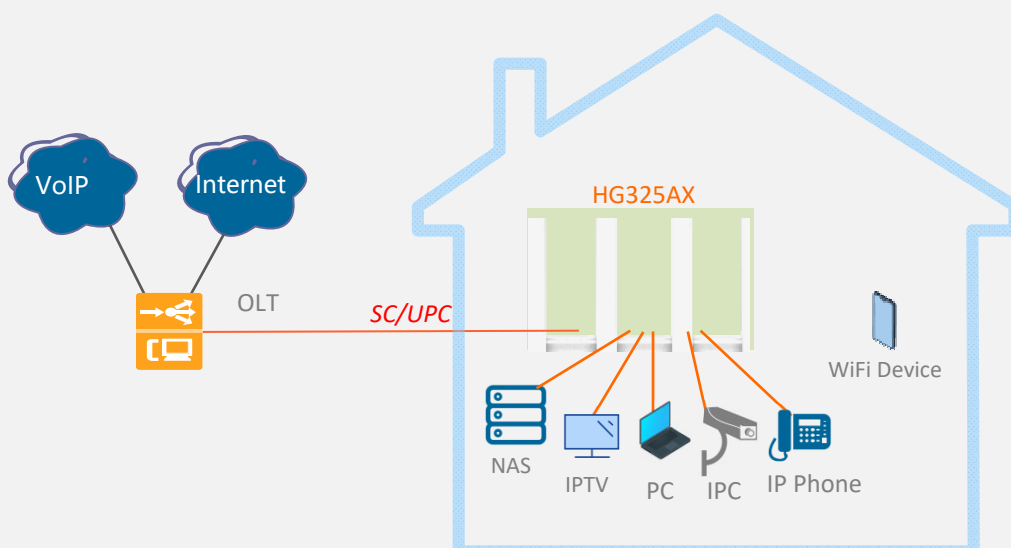 VoIP
Internet
HG325AX
OLT
SC/UPC
WiFi Device
NAS
IPTV
PC
IPC
IP Phone